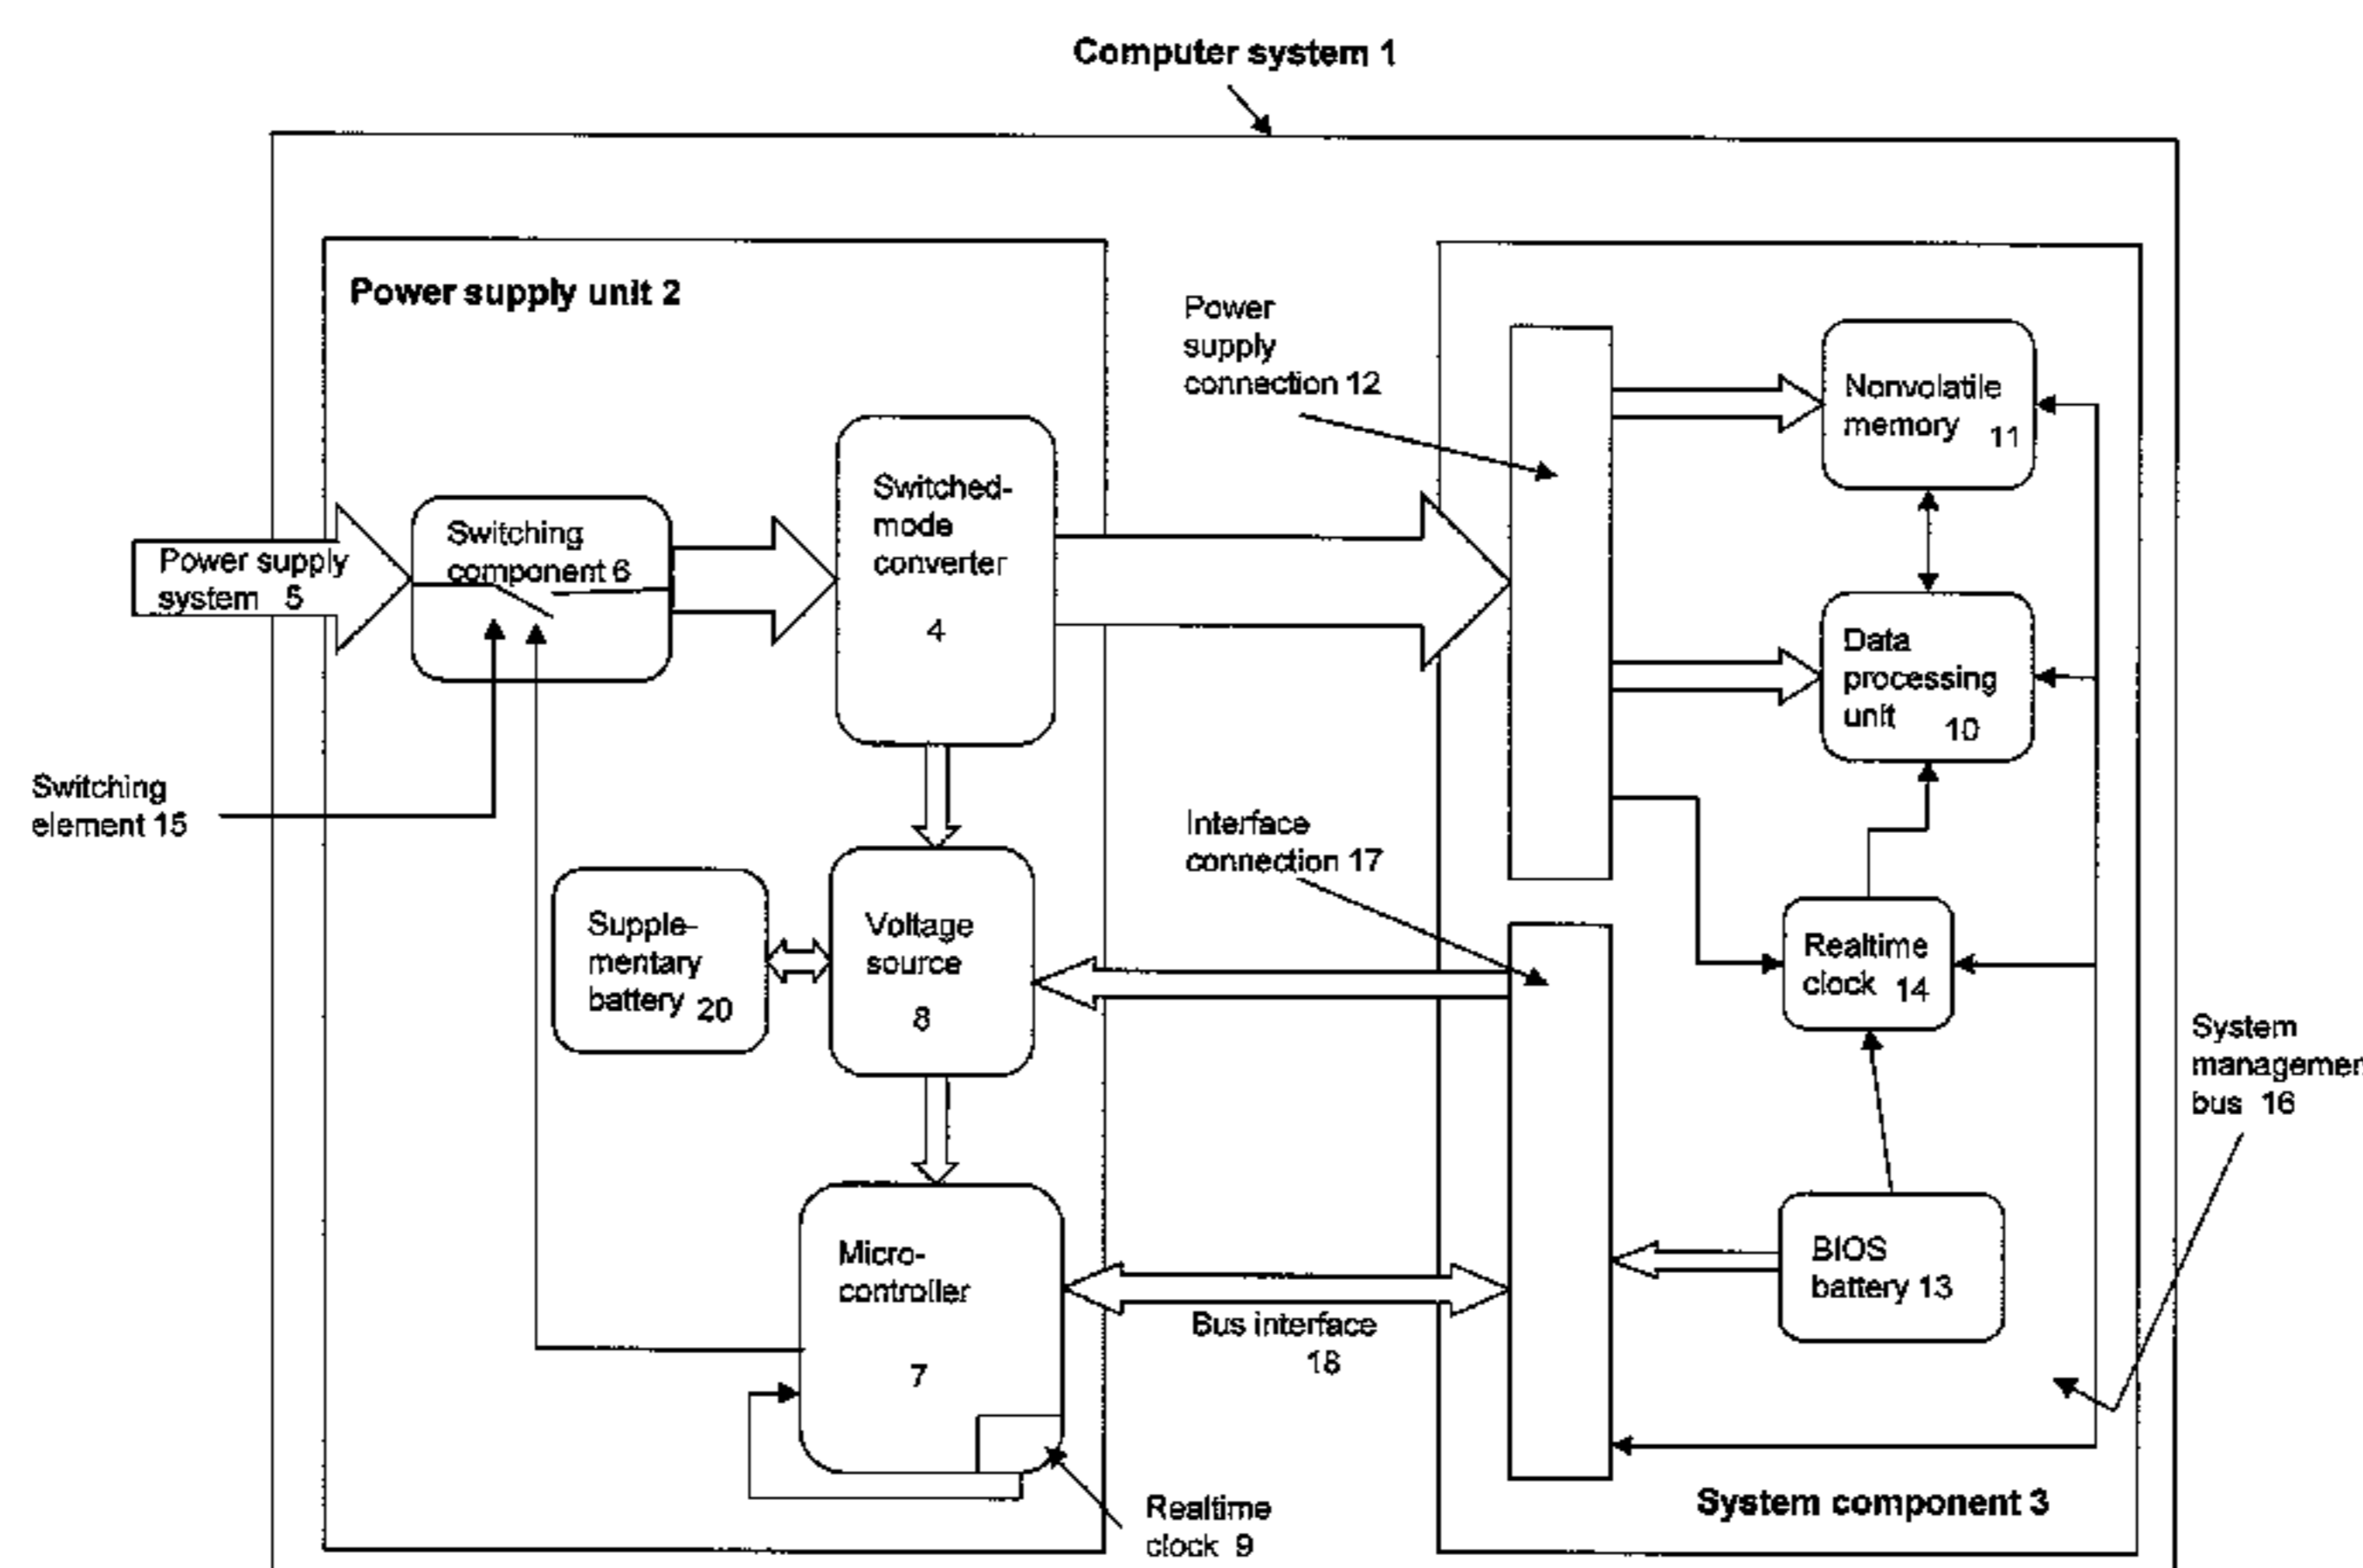 Computer system 1
Power supply unit 2
Power
supply
connection 12
Nonvolatile
memory 11
Switched-
mode
converter
4
Switching
component 6
Power supply
system 5
Data
processing
unit 10
Switching
element 15
Interface
connection 17
Supple-
mentary
battery 20
Voltage
source
8
Realtime
clock 14
System
managemen
bus 16
Micro-
controller
7
BIOS
battery 13
Bus interface
18
Realtime
clock 9
System component 3